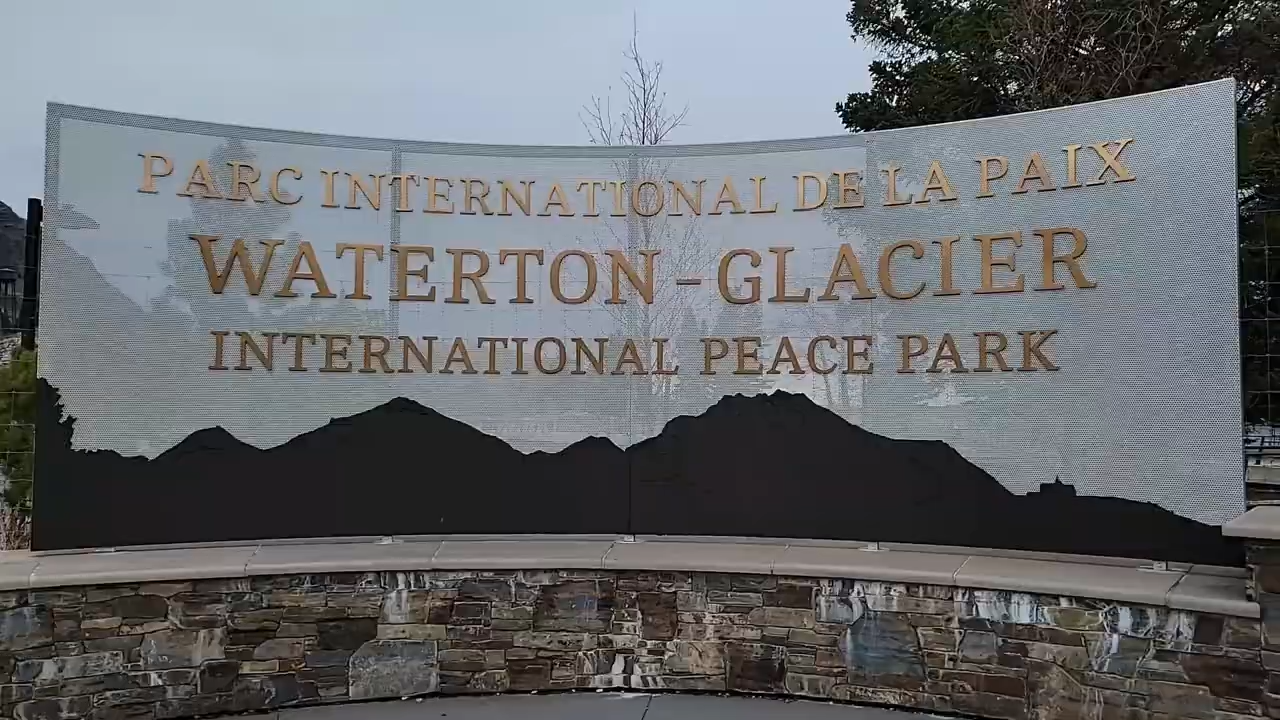 PARC INTERNATIONAL DE LA PAIX
WATERTON-GLACIER
INTERNATIONAL PEACE PARK